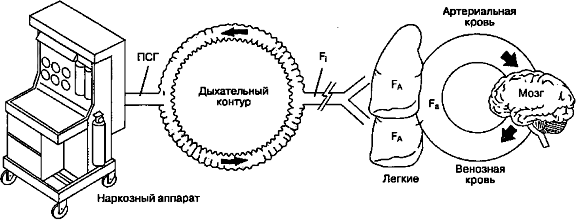 Артериальная
кровь
ПСГ
Fi
Дыхательный
контур
FA
Fa
Мозг
FA
Легкие
Венозная
кровь
Наркозный аппарат